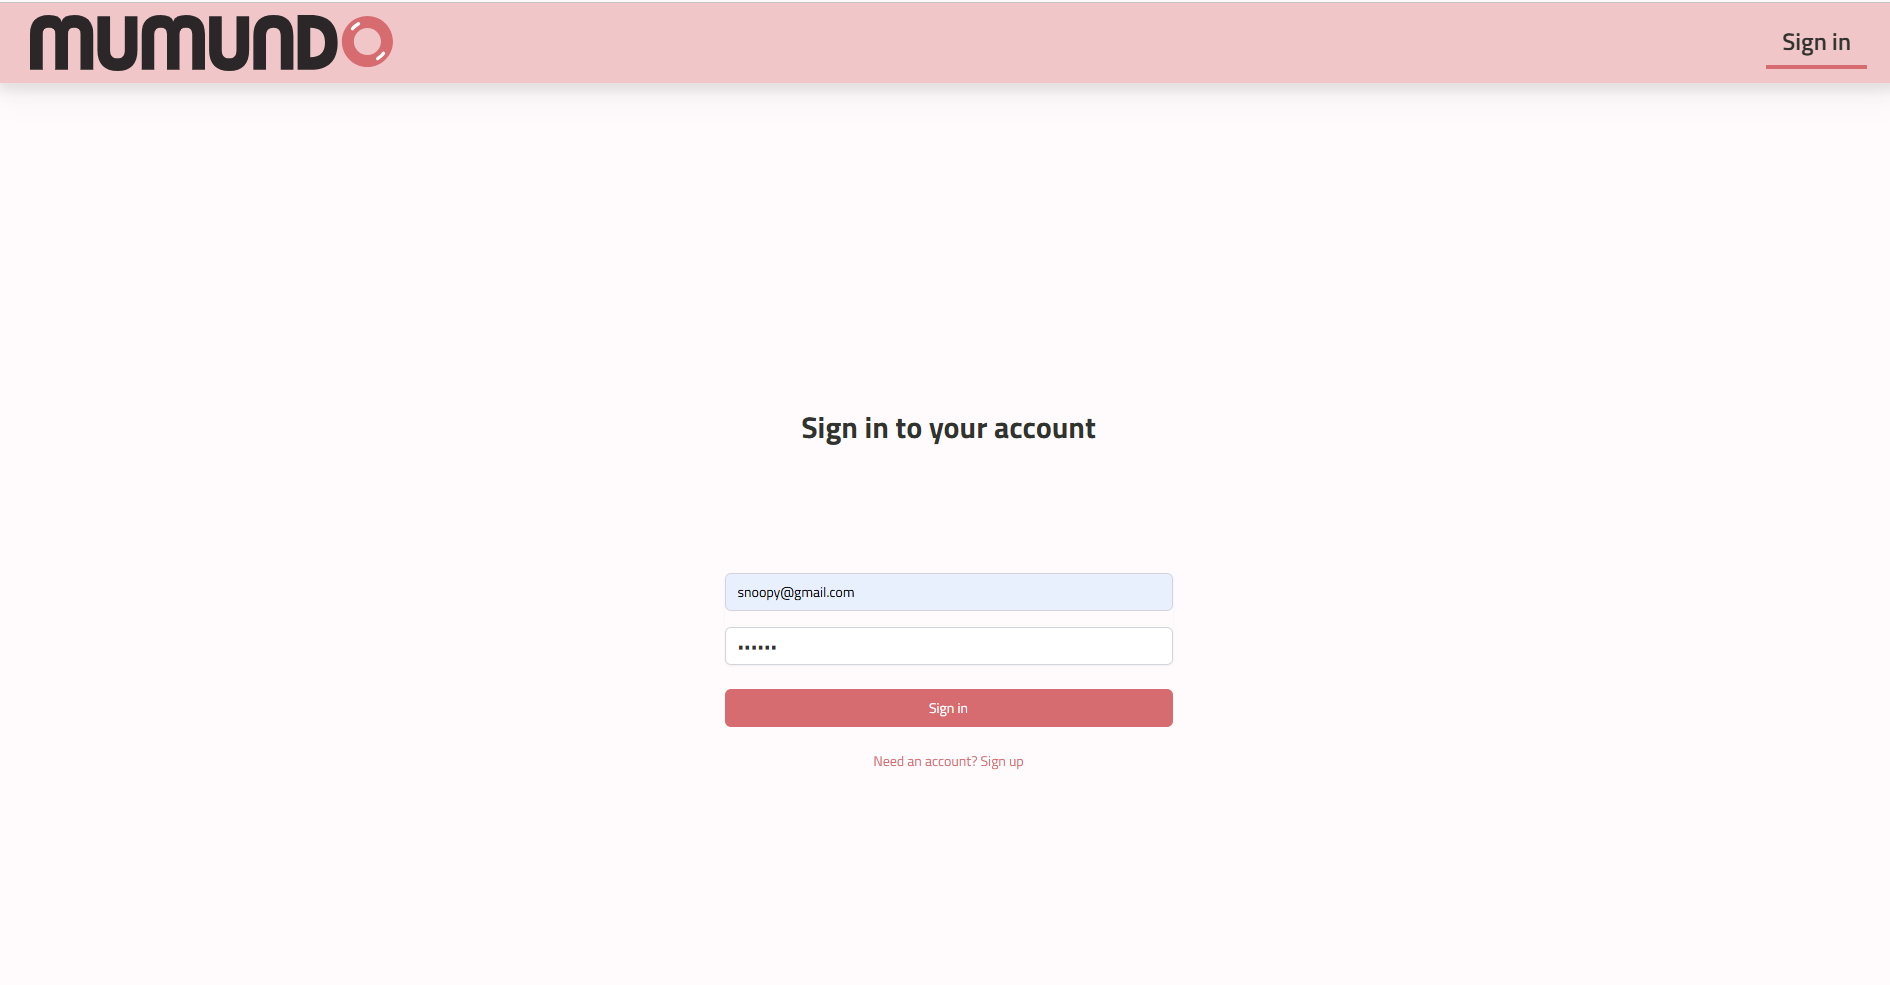 MUMUNDO
Sign in
Sign in to your account
snoopy@gmail.com
••••••
Sign in
Need an account? Sign up